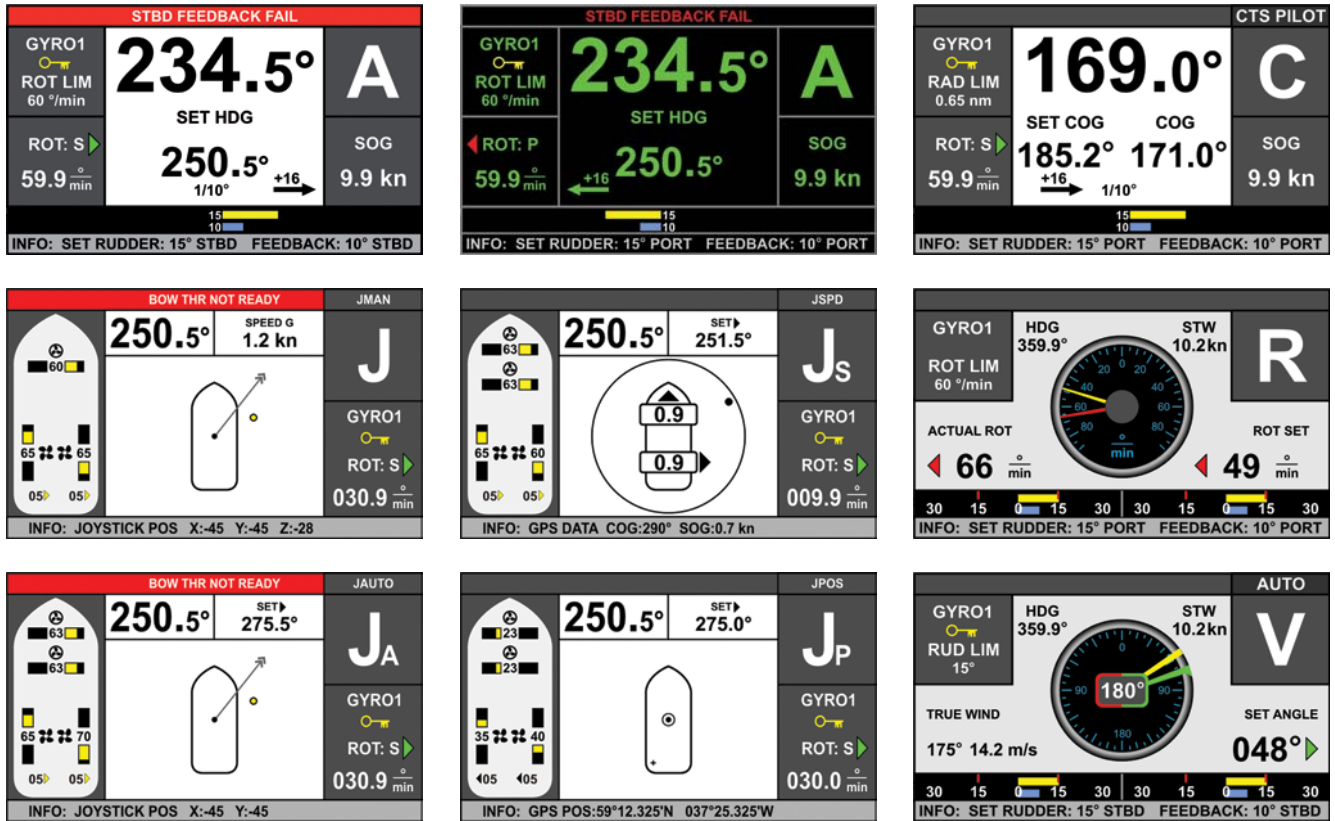 STBD FEEDBACK FAIL
GYRO1
ROT LIM
60 °/min
234.5°
A
SET HDG
ROT: S
59.9 °/min
250.5°
1/10°
+16
SOG
9.9 kn
15
10
INFO: SET RUDDER: 15° STBD FEEDBACK: 10° STBD
STBD FEEDBACK FAIL
GYRO1
ROT LIM
60 °/min
234.5°
A
SET HDG
ROT: P
59.9 °/min
+16
250.5°
SOG
9.9 kn
15
10
INFO: SET RUDDER: 15° PORT FEEDBACK: 10° PORT
CTS PILOT
GYRO1
RAD LIM
0.65 nm
169.0°
C
SET COG COG
185.2° 171.0°
+16
1/10°
ROT: S
59.9 °/min
SOG
9.9 kn
15
10
INFO: SET RUDDER: 15° PORT FEEDBACK: 10° PORT
BOW THR NOT READY JMAN
60
65 65
05 05
250.5°
SPEED G
1.2 kn
J
GYRO1
ROT: S
030.9 °/min
INFO: JOYSTICK POS X:-45 Y:-45 Z:-28
JSPD
63
63
65 60
05 05
250.5°
SET
251.5°
0.9
0.9
JS
GYRO1
ROT: S
009.9 °/min
INFO: GPS DATA COG:290° SOG:0.7 kn
GYRO1
ROT LIM
60 °/min
HDG
359.9°
STW
10.2kn
R
20 0 20
40 40
60 60
80 80
°/min
ACTUAL ROT
66 °/min
ROT SET
49 °/min
30 15 0 15 30 30 15 0 15 30
INFO: SET RUDDER: 15° PORT FEEDBACK: 10° PORT
BOW THR NOT READY JAUTO
63
63
65 70
05 05
250.5°
SET
275.5°
JA
GYRO1
ROT: S
030.9 °/min
INFO: JOYSTICK POS X:-45 Y:-45
JPOS
23
23
35 40
05 05
250.5°
SET
275.0°
JP
GYRO1
ROT: S
030.0 °/min
INFO: GPS POS:59°12.325'N 037°25.325'W
AUTO
GYRO1
RUD LIM
15°
HDG
359.9°
STW
10.2kn
V
0
90 180° 90
180
TRUE WIND
175° 14.2 m/s
SET ANGLE
048°
30 15 0 15 30 30 15 0 15 30
INFO: SET RUDDER: 15° STBD FEEDBACK: 10° STBD